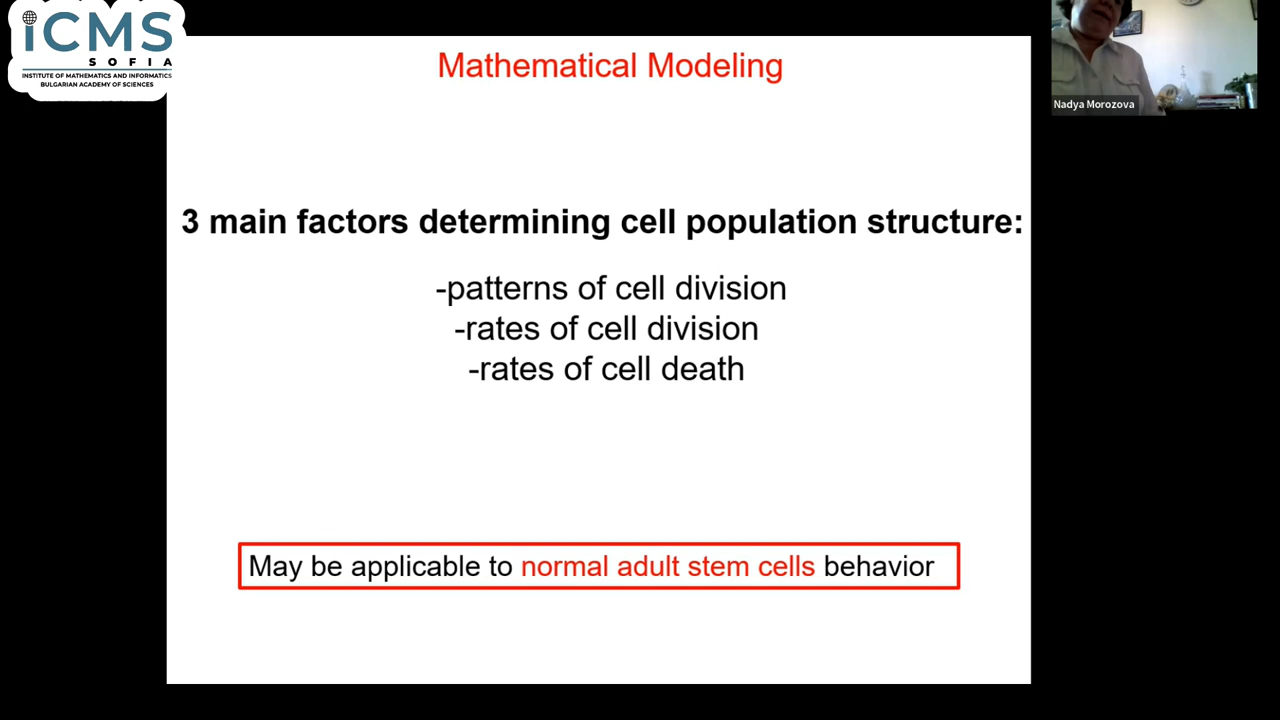 iCMS
SOFIA
INSTITUTE OF MATHEMATICS AND INFORMATICS
BULGARIAN ACADEMY OF SCIENCES
Mathematical Modeling
Nadya Morozova
3 main factors determining cell population structure:
-patterns of cell division
-rates of cell division
-rates of cell death
May be applicable to normal adult stem cells behavior